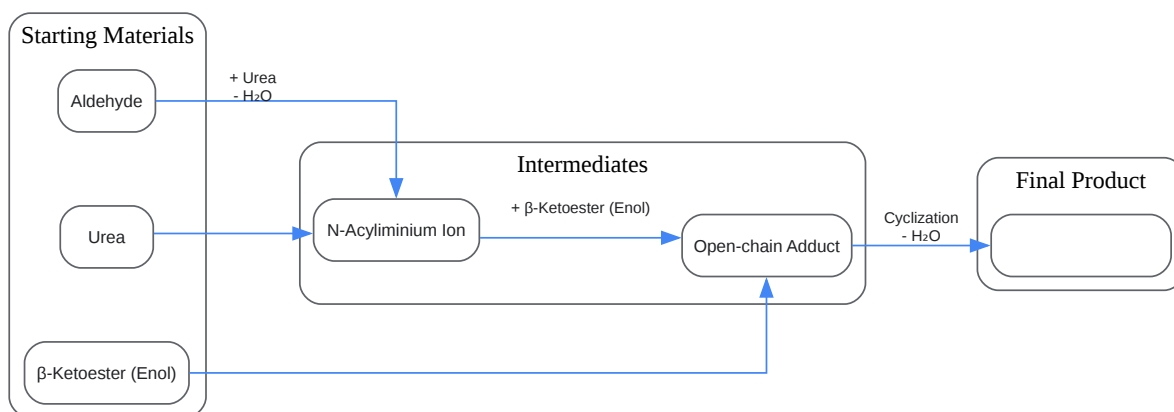 Starting Materials
Aldehyde
+ Urea
- H₂O
Urea
β-Ketoester (Enol)
Intermediates
N-Acyliminium Ion
+ β-Ketoester (Enol)
Open-chain Adduct
Cyclization
- H₂O
Final Product